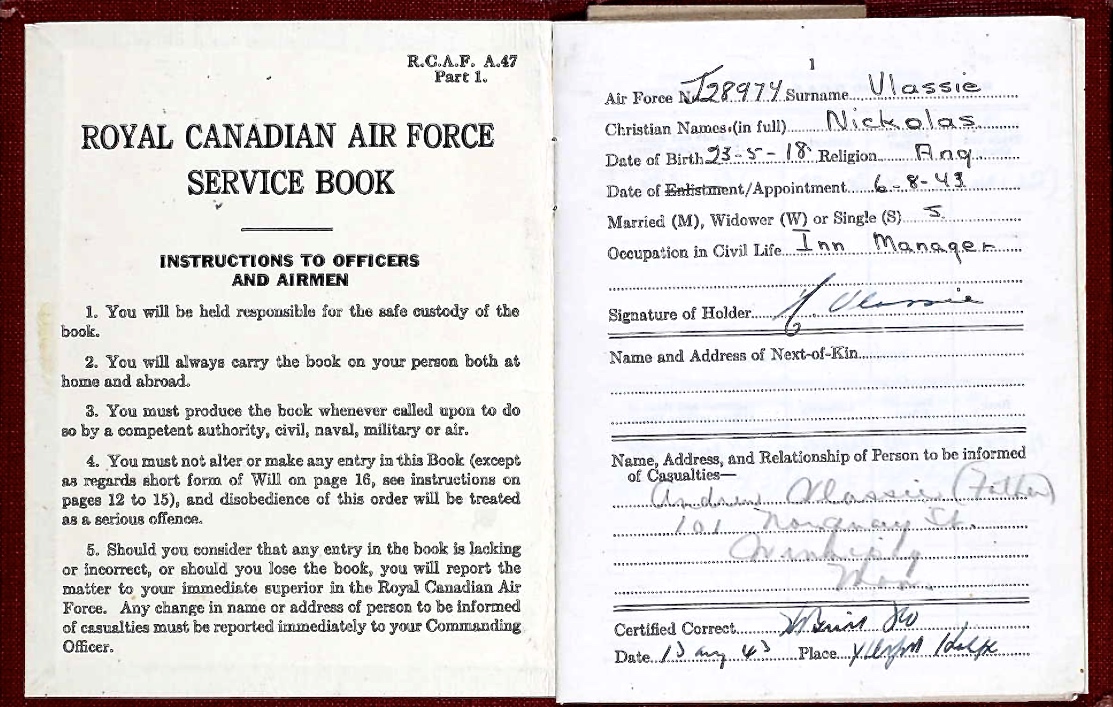 R.C.A.F. A.47
Part 1.
ROYAL CANADIAN AIR FORCE
SERVICE BOOK
INSTRUCTIONS TO OFFICERS
AND AIRMEN
1. You will be held responsible for the safe custody of the
book.
2. You will always carry the book on your person both at
home and abroad.
3. You must produce the book whenever called upon to do
so by a competent authority, civil, naval, military or air.
4. You must not alter or make any entry in this Book (except
as regards short form of Will on page 16, see instructions on
pages 12 to 15), and disobedience of this order will be treated
as a serious offence.
5. Should you consider that any entry in the book is lacking
or incorrect, or should you lose the book, you will report the
matter to your immediate superior in the Royal Canadian Air
Force. Any change in name or address of person to be informed
of casualties must be reported immediately to your Commanding
Officer.
1
Air Force No. J28974 Surname Vlassie
Christian Names (in full) Nickolas
Date of Birth 23-5-18 Religion Ang
Date of Enlistment/Appointment 6-8-43
Married (M), Widower (W) or Single (S) S
Occupation in Civil Life Inn Manager
Signature of Holder Vlassie
Name and Address of Next-of-Kin
Name, Address, and Relationship of Person to be informed
of Casualties—
Andrew Vlassie (Father)
101 St.
Winnipeg
Man.
Certified Correct
Date 13 Aug 43 Place